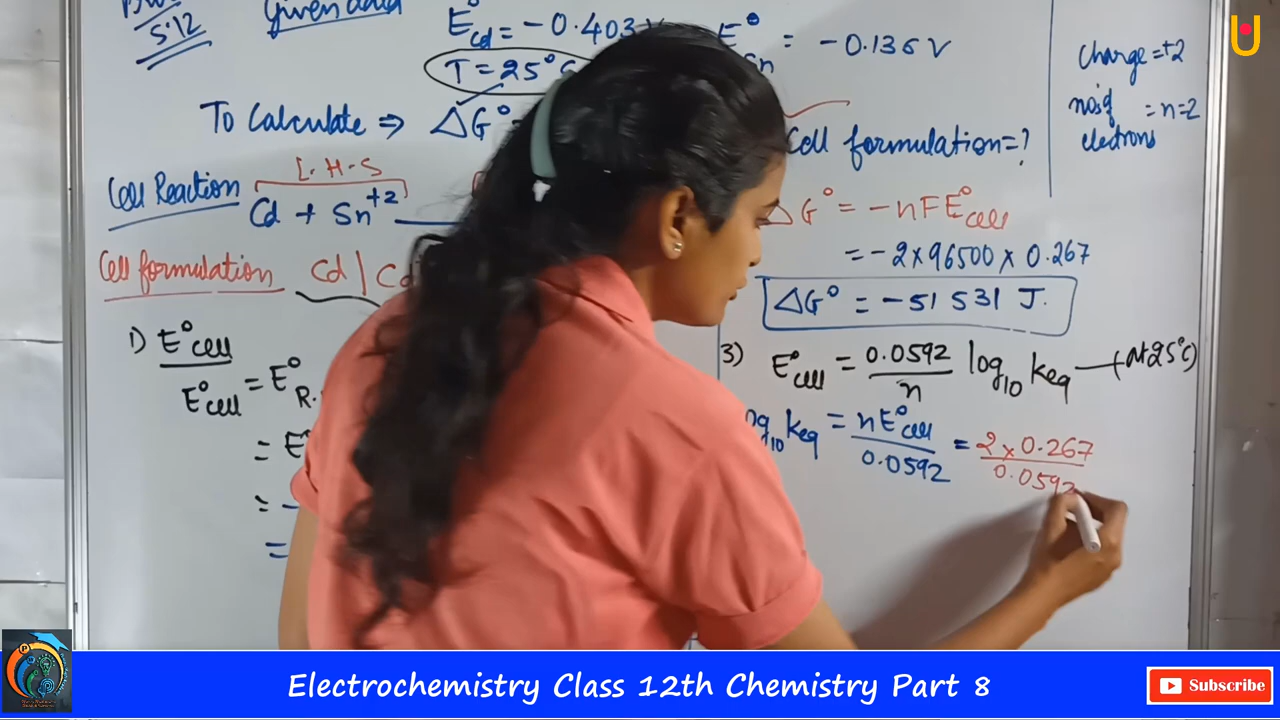 5.12
Given data
E°Cd = -0.403 V
E° = -0.136 V
T = 25°C
charge = +2
no. of electrons = n = 2
To Calculate ⇒ ΔG°
Cell formulation = ?
L.H.S
Cell Reaction
Cd + Sn+2
Cell formulation Cd | Cd
ΔG° = -nFE°cell
= -2 × 96500 × 0.267
ΔG° = -51 531 J.
1) E°cell
E°cell = E°R.
=
= -
=
3) E°cell = 0.0592/n log10 Keq — (At 25°C)
log10 Keq = nE°cell/0.0592 = 2 × 0.267/0.0592
Electrochemistry Class 12th Chemistry Part 8
Subscribe